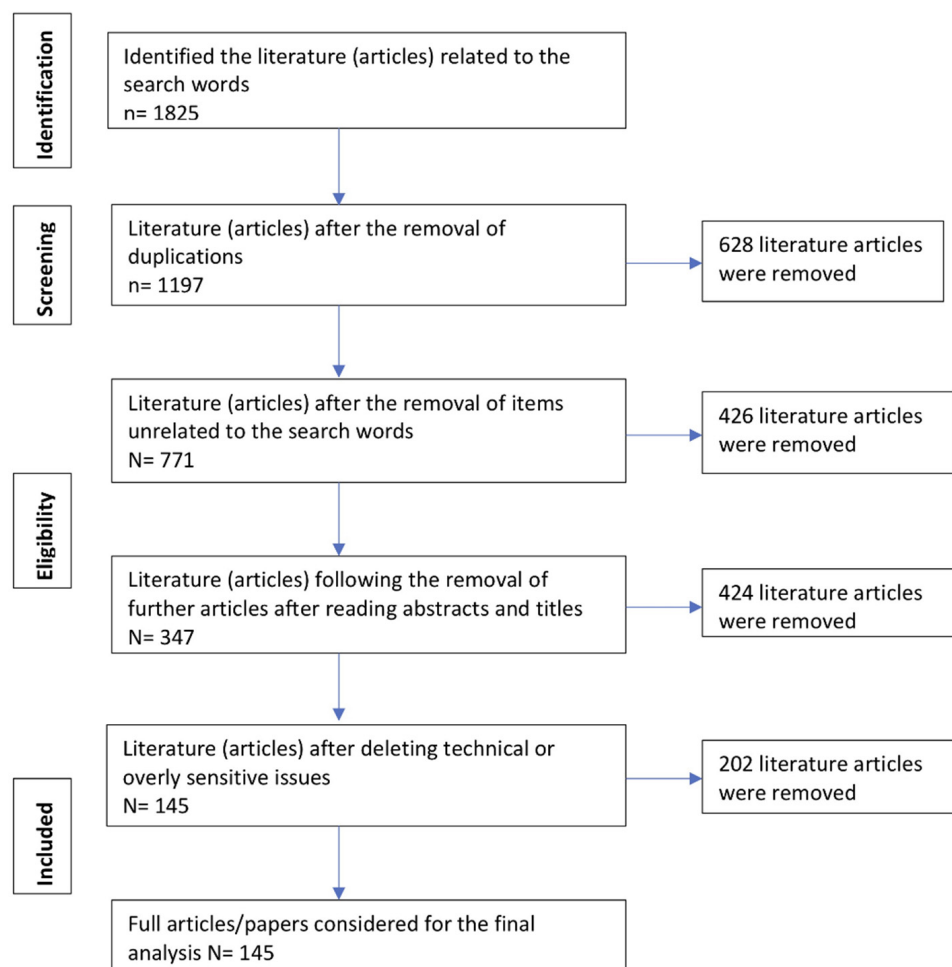 Identification
Identified the literature (articles) related to the
search words
n= 1825
Screening
Literature (articles) after the removal of
duplications
n= 1197
628 literature articles
were removed
Literature (articles) after the removal of items
unrelated to the search words
N= 771
426 literature articles
were removed
Eligibility
Literature (articles) following the removal of
further articles after reading abstracts and titles
N= 347
424 literature articles
were removed
Literature (articles) after deleting technical or
overly sensitive issues
N= 145
202 literature articles
were removed
Included
Full articles/papers considered for the final
analysis N= 145